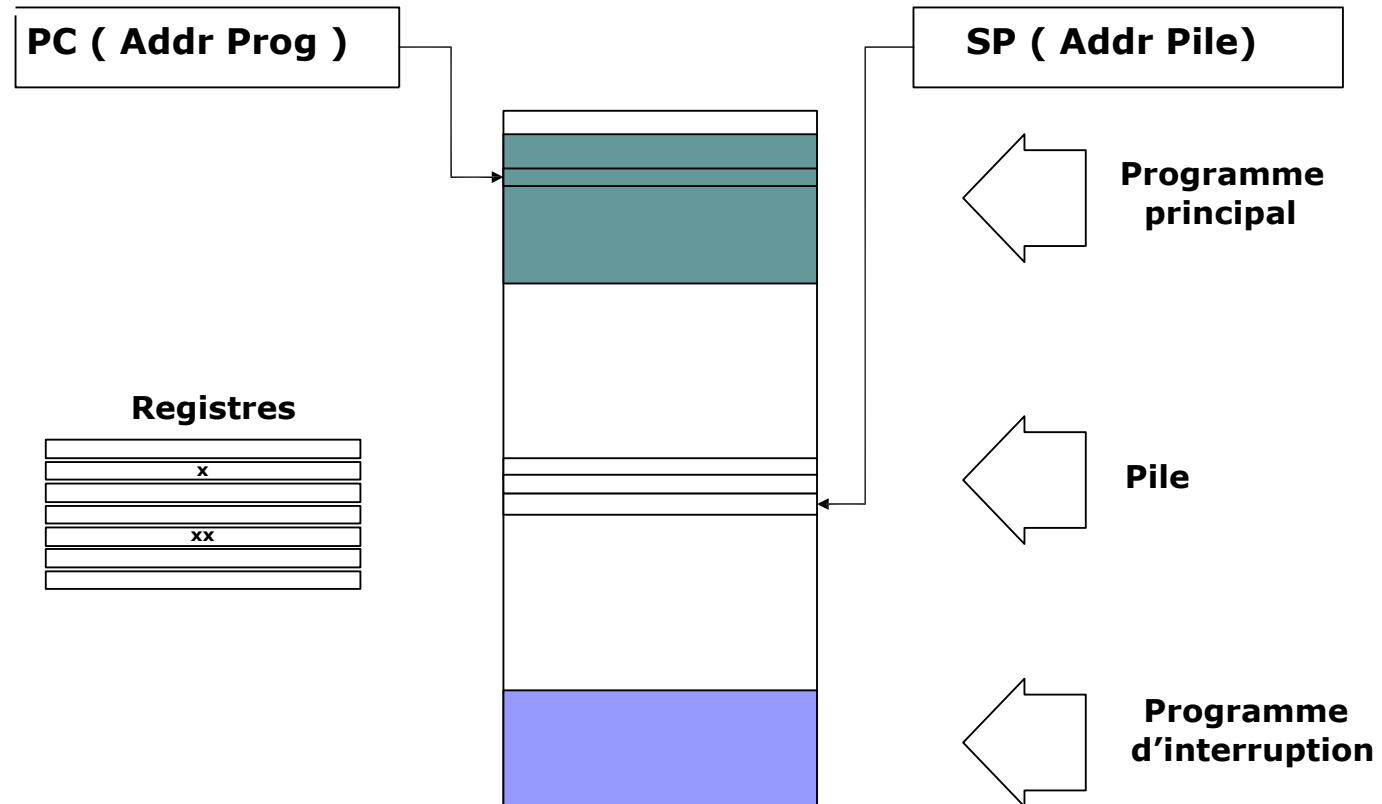 PC ( Addr Prog )
SP ( Addr Pile)
Programme
principal
Registres
x
xx
Pile
Programme
d’interruption